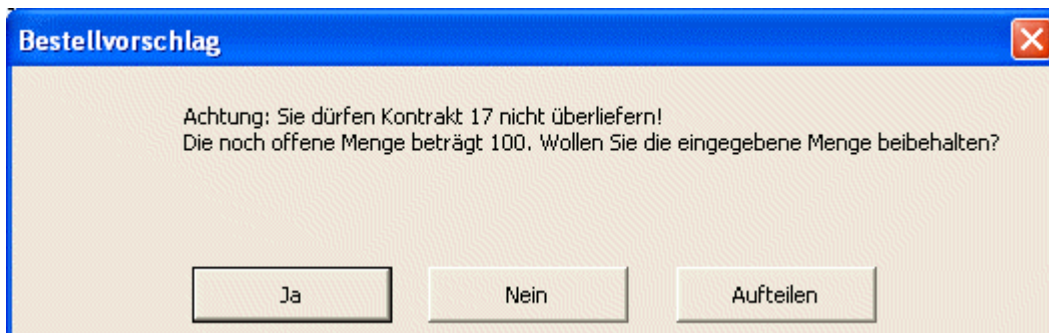 Bestellvorschlag
Achtung: Sie dürfen Kontrakt 17 nicht überliefern!
Die noch offene Menge beträgt 100. Wollen Sie die eingegebene Menge beibehalten?
Ja
Nein
Aufteilen